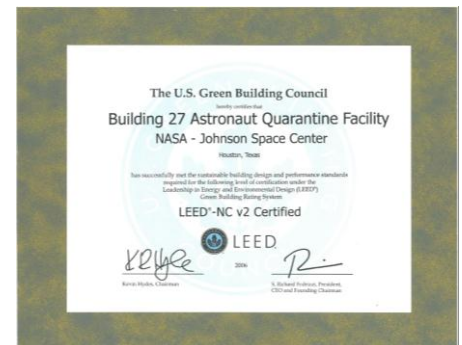 The U.S. Green Building Council
hereby certifies that
Building 27 Astronaut Quarantine Facility
NASA - Johnson Space Center
Houston, Texas
has successfully met the sustainable building design and performance standards
required for the following level of certification under the
Leadership in Energy and Environmental Design (LEED®)
Green Building Rating System
LEED®-NC v2 Certified
LEED
2006
Kevin Hydes, Chairman
S. Richard Fedrizzi, President,
CEO and Founding Chairman